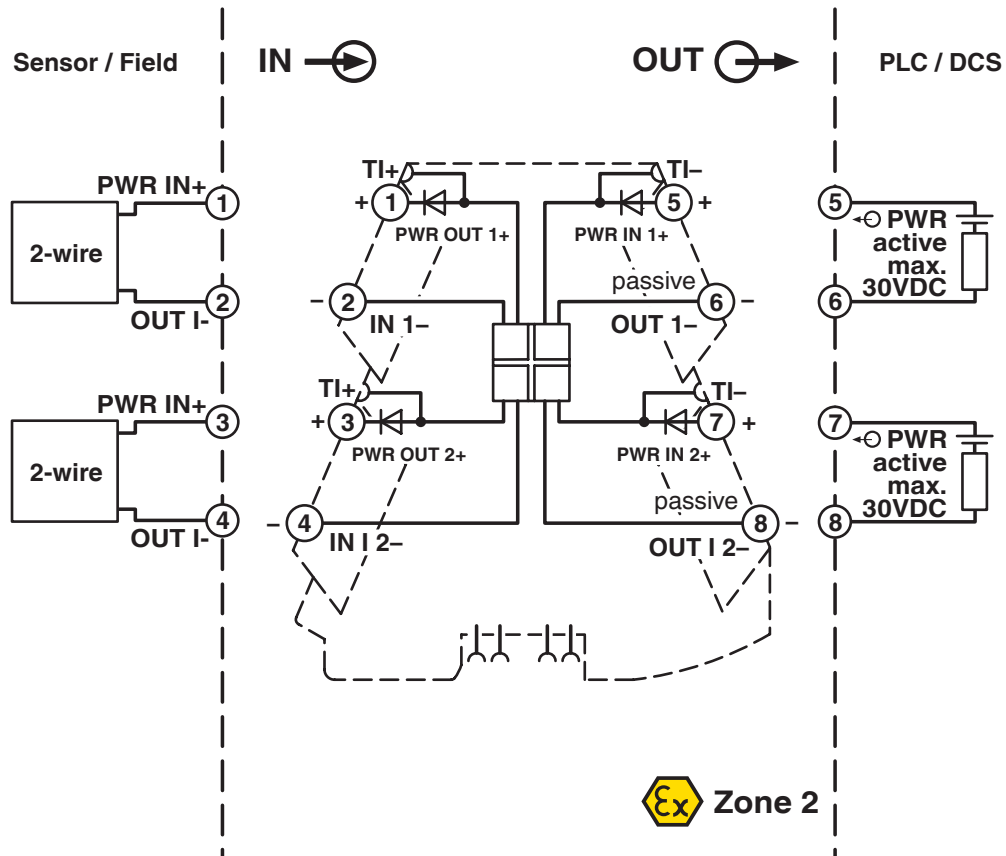 Sensor / Field
IN
OUT
PLC / DCS
PWR IN+
1
2-wire
2
OUT I-
PWR IN+
3
2-wire
4
OUT I-
TI+
+ 1
PWR OUT 1+
– 2
IN 1–
TI+
+ 3
PWR OUT 2+
– 4
IN I 2–
TI–
5 +
PWR IN 1+
passive
6 –
OUT 1–
TI–
7 +
PWR IN 2+
passive
8 –
OUT I 2–
5
PWR
active
max.
30VDC
6
7
PWR
active
max.
30VDC
8
Ex Zone 2